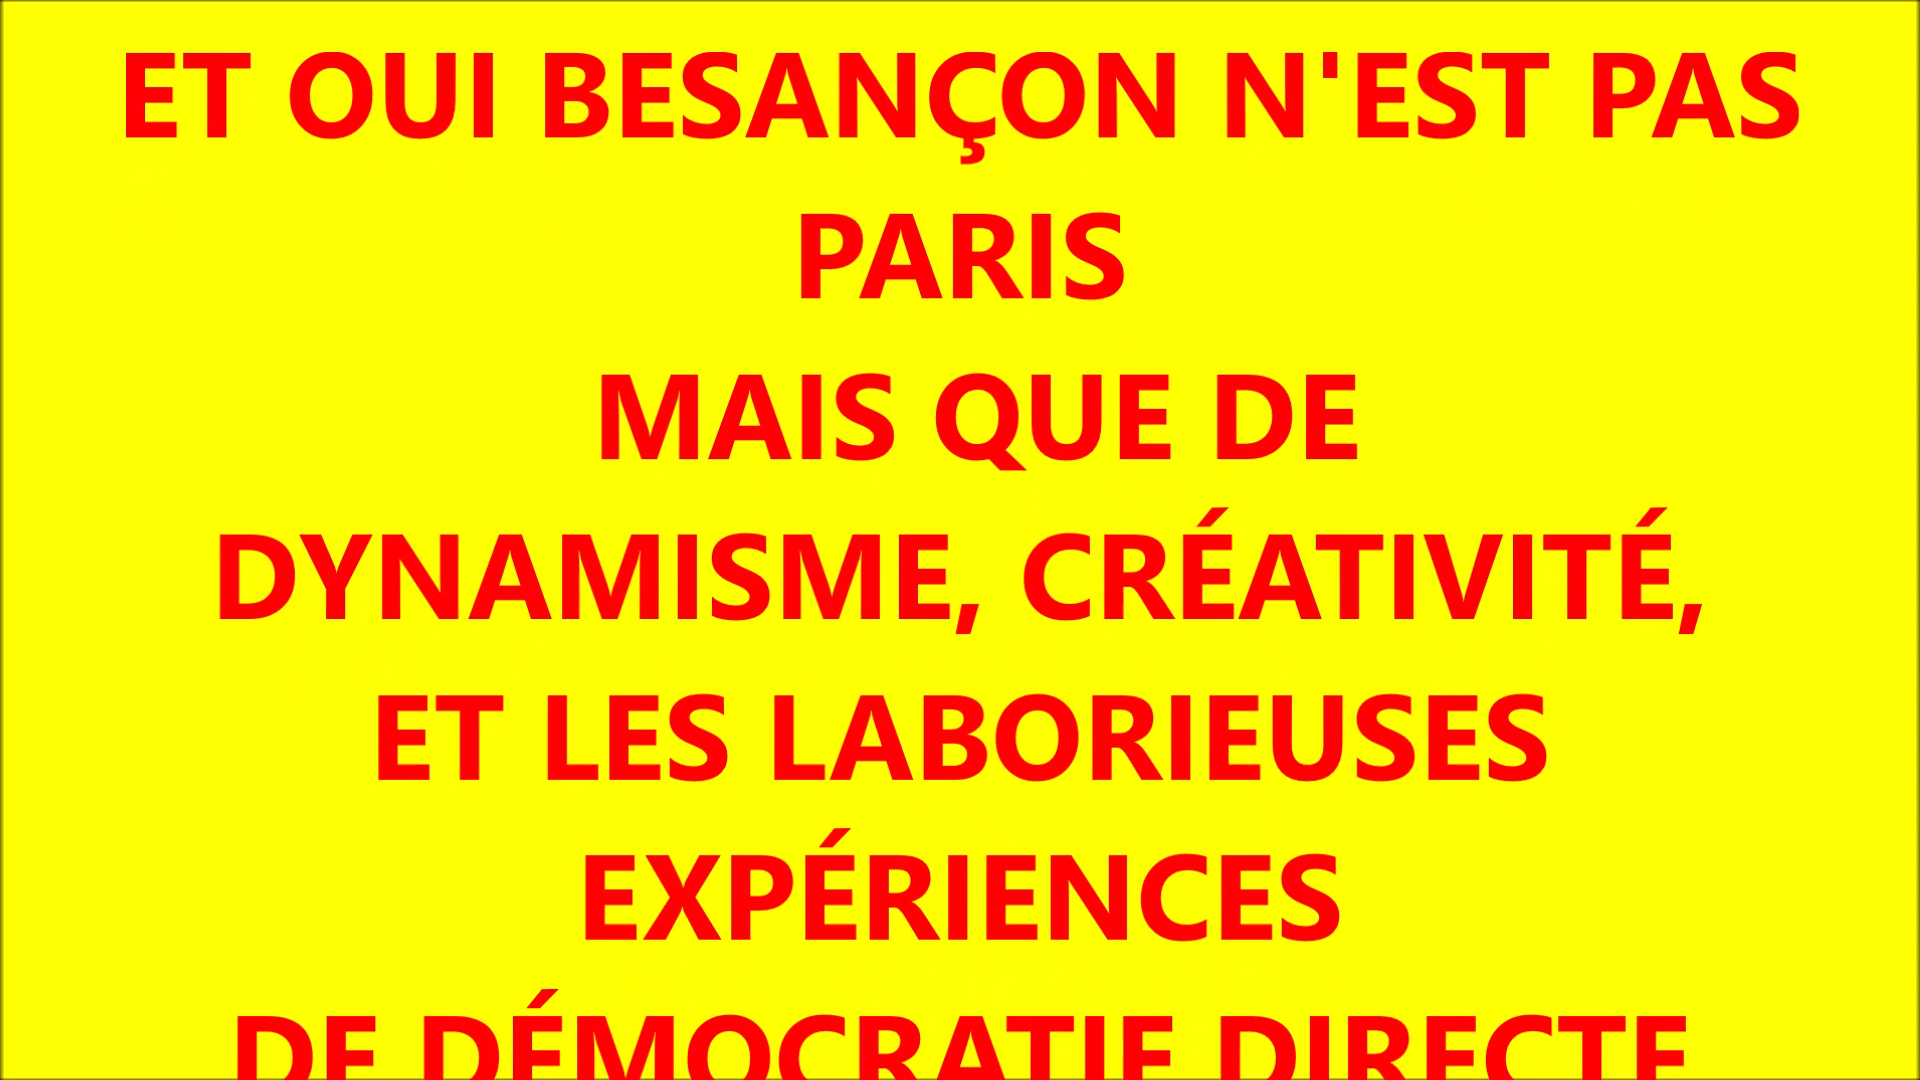 ET OUI BESANÇON N'EST PAS
PARIS
MAIS QUE DE
DYNAMISME, CRÉATIVITÉ,
ET LES LABORIEUSES
EXPÉRIENCES
DE DÉMOCRATIE DIRECTE